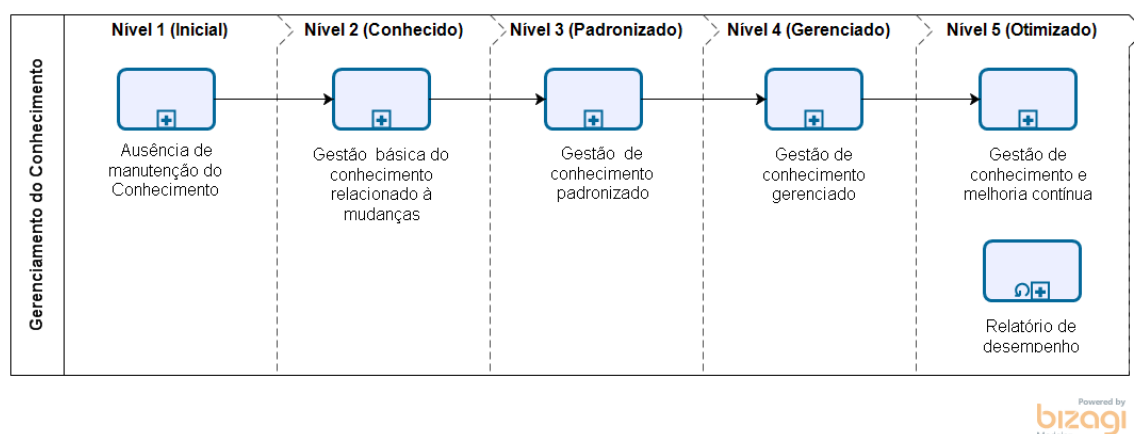 Nível 1 (Inicial)
Nível 2 (Conhecido)
Nível 3 (Padronizado)
Nível 4 (Gerenciado)
Nível 5 (Otimizado)
Gerenciamento do Conhecimento
Ausência de
manutenção do
Conhecimento
Gestão básica do
conhecimento
relacionado à
mudanças
Gestão de
conhecimento
padronizado
Gestão de
conhecimento
gerenciado
Gestão de
conhecimento e
melhoria contínua
Relatório de
desempenho
Powered by
bizagi